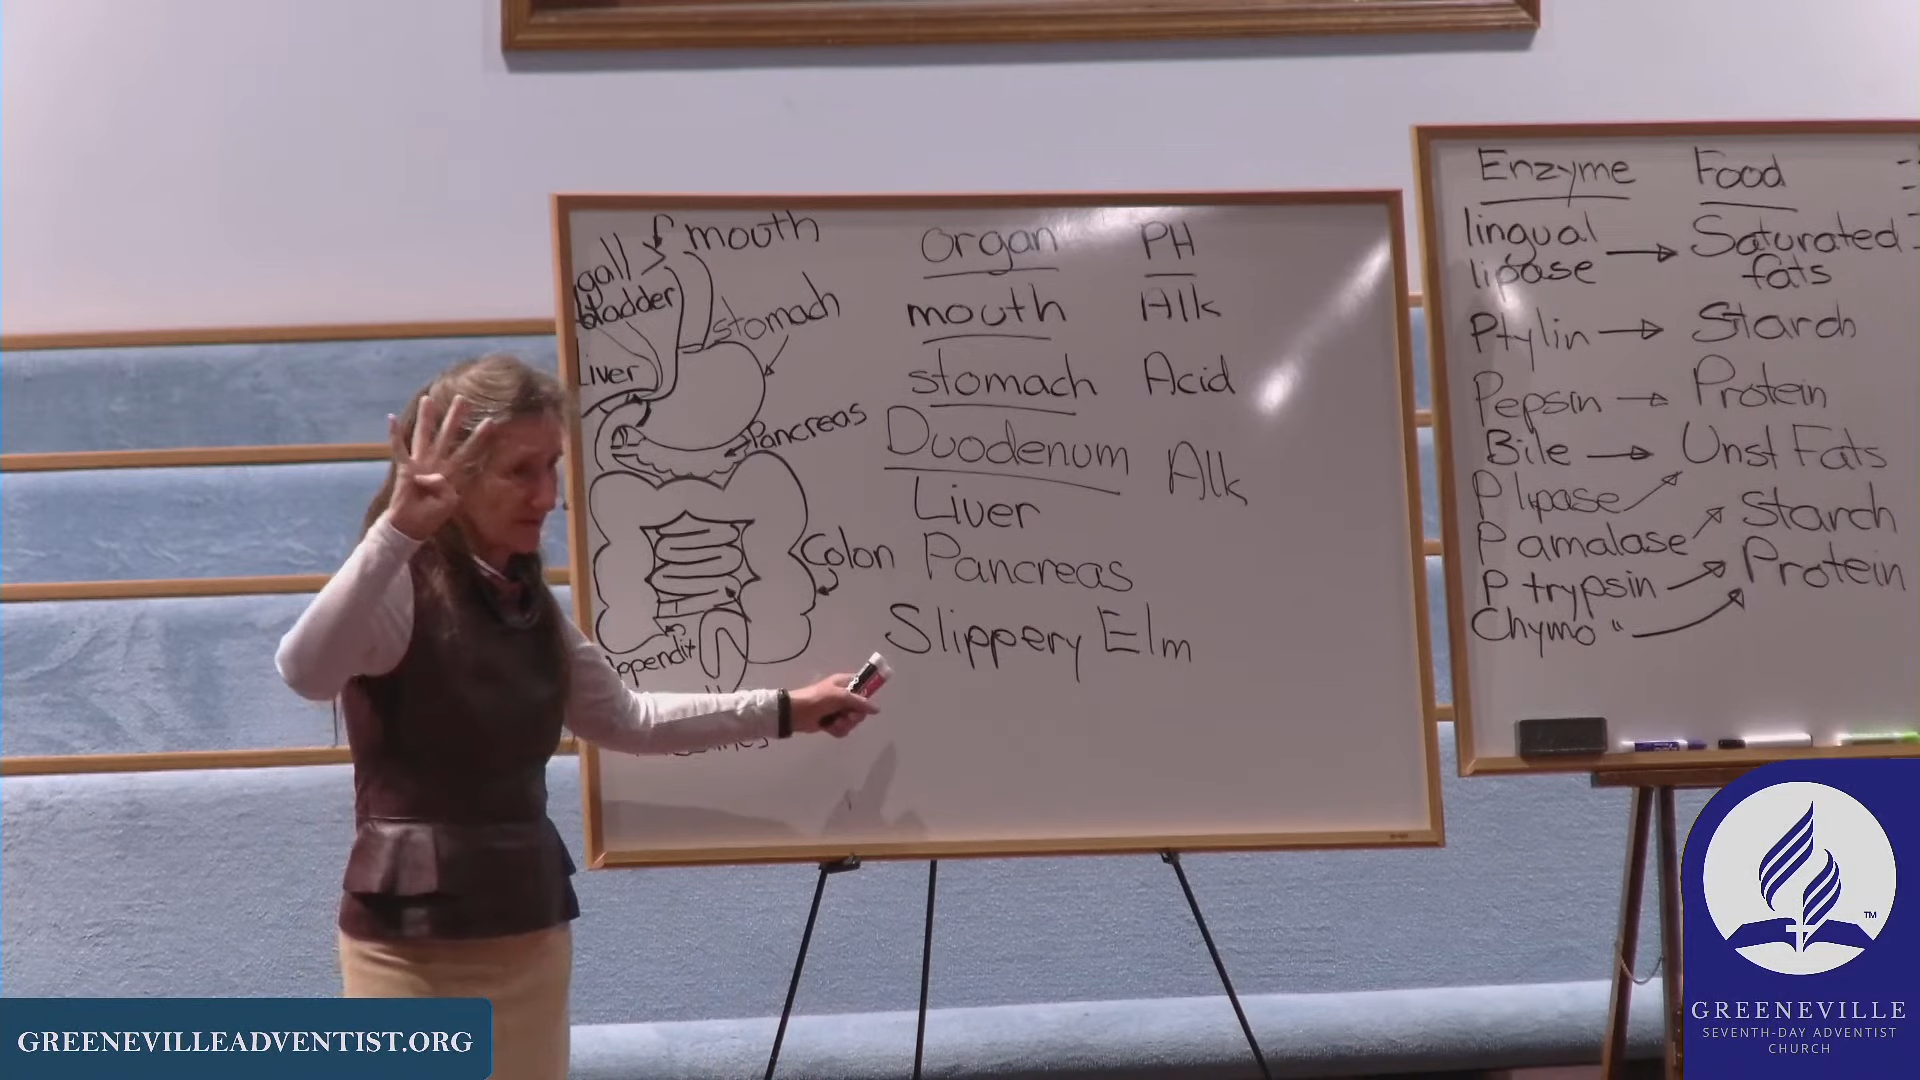 mouth
gall
bladder
stomach
Liver
Pancreas
Colon
Organ PH
mouth Alk
stomach Acid
Duodenum Alk
Liver
Pancreas
Slippery Elm
Enzyme Food
lingual
lipase Saturated
fats
Ptylin Starch
Pepsin Protein
Bile Unst Fats
P lipase
P amalase Starch
P trypsin Protein
Chymo "
GREENEVILLEADVENTIST.ORG
TM
GREENEVILLE
SEVENTH-DAY ADVENTIST
CHURCH